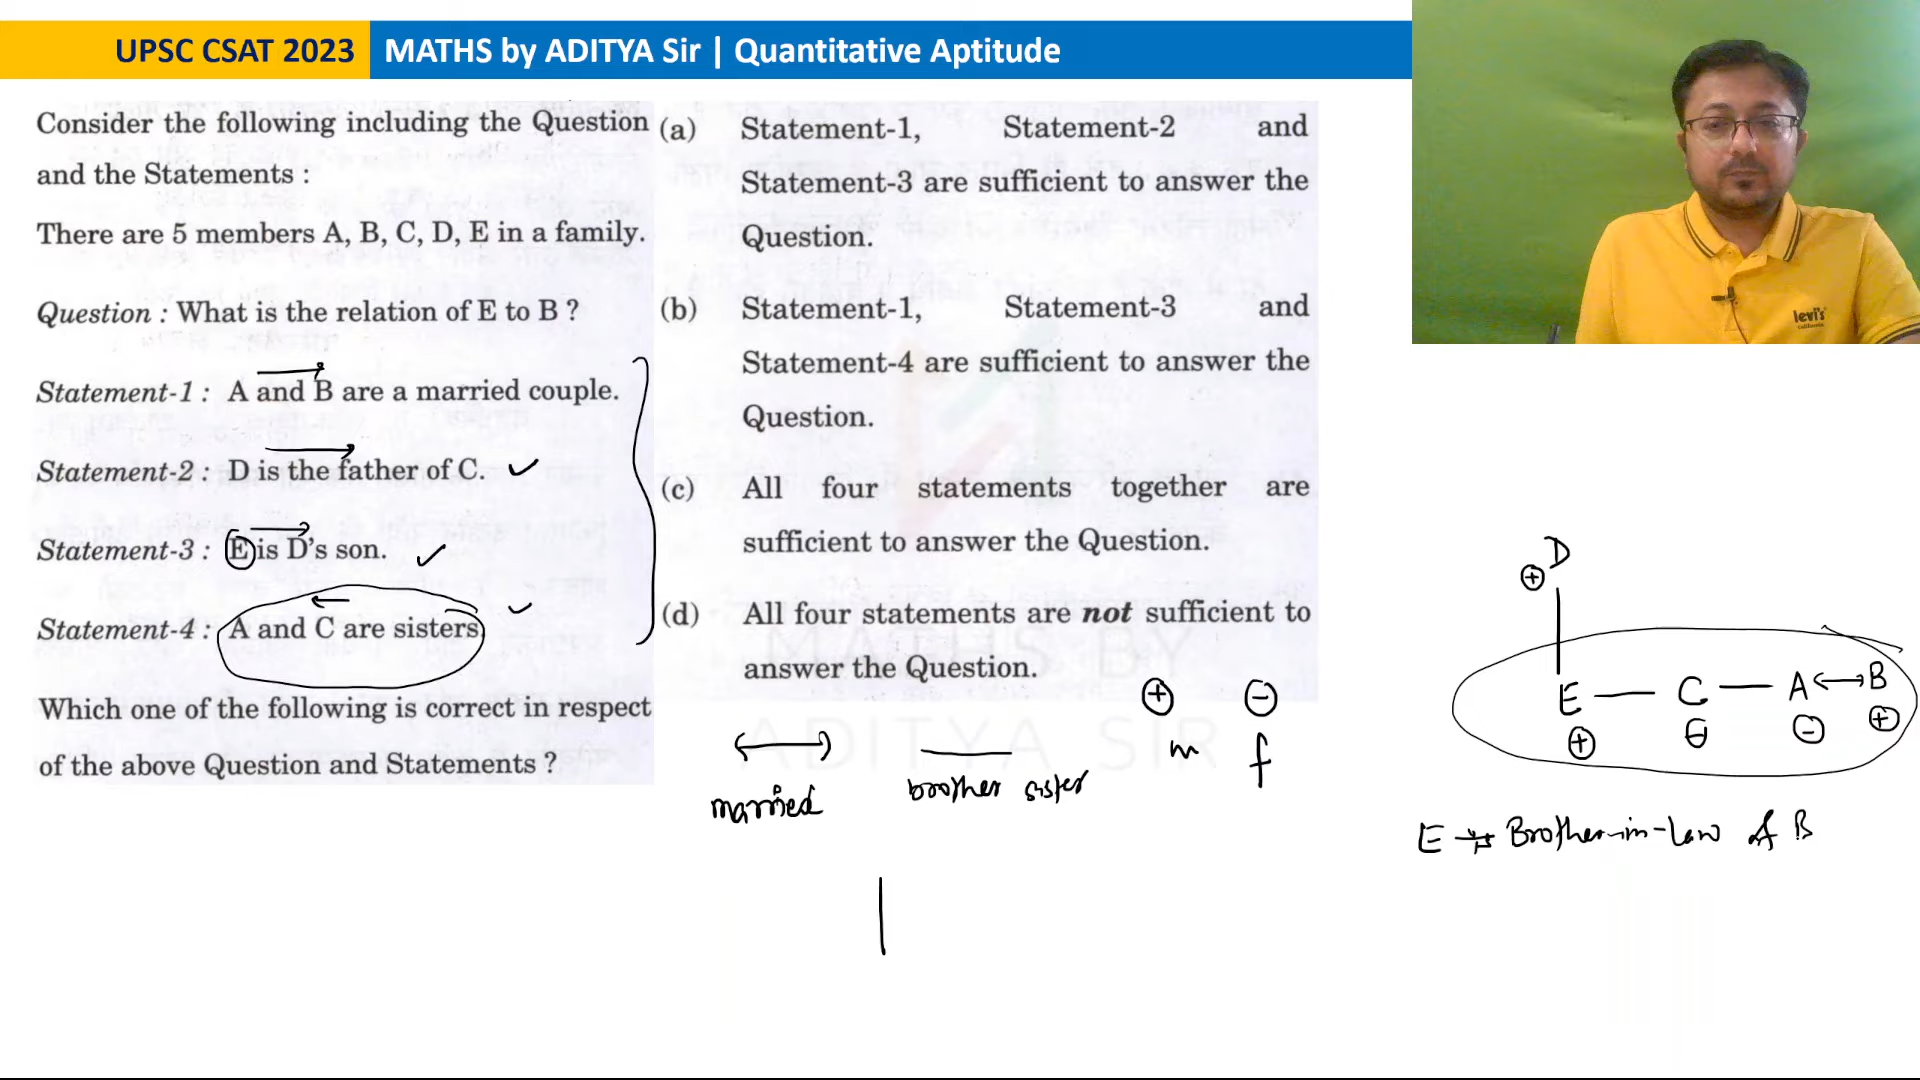 UPSC CSAT 2023 MATHS by ADITYA Sir | Quantitative Aptitude
Consider the following including the Question
and the Statements :
There are 5 members A, B, C, D, E in a family.
Question : What is the relation of E to B ?
Statement-1 : A and B are a married couple.
Statement-2 : D is the father of C.
Statement-3 : E is D's son.
Statement-4 : A and C are sisters.
Which one of the following is correct in respect
of the above Question and Statements ?
(a) Statement-1, Statement-2 and
Statement-3 are sufficient to answer the
Question.
(b) Statement-1, Statement-3 and
Statement-4 are sufficient to answer the
Question.
(c) All four statements together are
sufficient to answer the Question.
(d) All four statements are not sufficient to
answer the Question.
MATHS BY
ADITYA SIR
+ −
m f
married
brother sister
D
+
E — C — A ↔ B
+ − − +
E → Brother-in-law of B
levi's
california